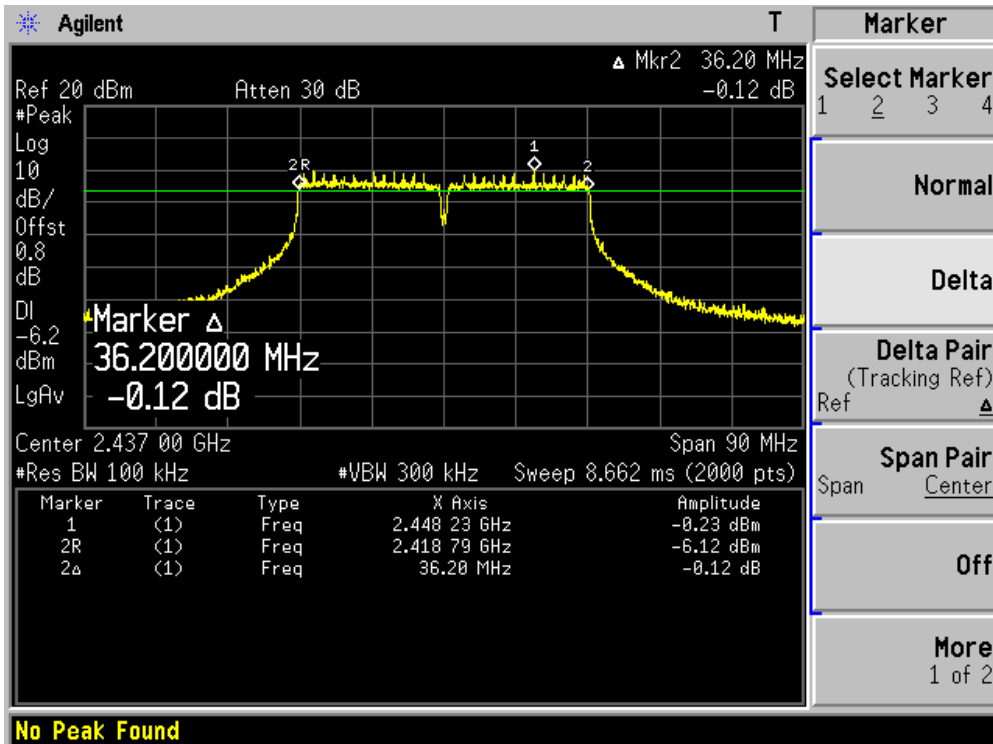 Agilent T
Δ Mkr2 36.20 MHz
Ref 20 dBm Atten 30 dB -0.12 dB
#Peak
Log
10
dB/
Offst
0.8
dB
DI
-6.2
dBm
LgAv
2R
1
2
Marker Δ
36.200000 MHz
-0.12 dB
Center 2.437 00 GHz Span 90 MHz
#Res BW 100 kHz #VBW 300 kHz Sweep 8.662 ms (2000 pts)
Marker Trace Type X Axis Amplitude
1 (1) Freq 2.448 23 GHz -0.23 dBm
2R (1) Freq 2.418 79 GHz -6.12 dBm
2Δ (1) Freq 36.20 MHz -0.12 dB
No Peak Found
Marker
Select Marker
1 2 3 4
Normal
Delta
Delta Pair
(Tracking Ref)
Ref Δ
Span Pair
Span Center
Off
More
1 of 2